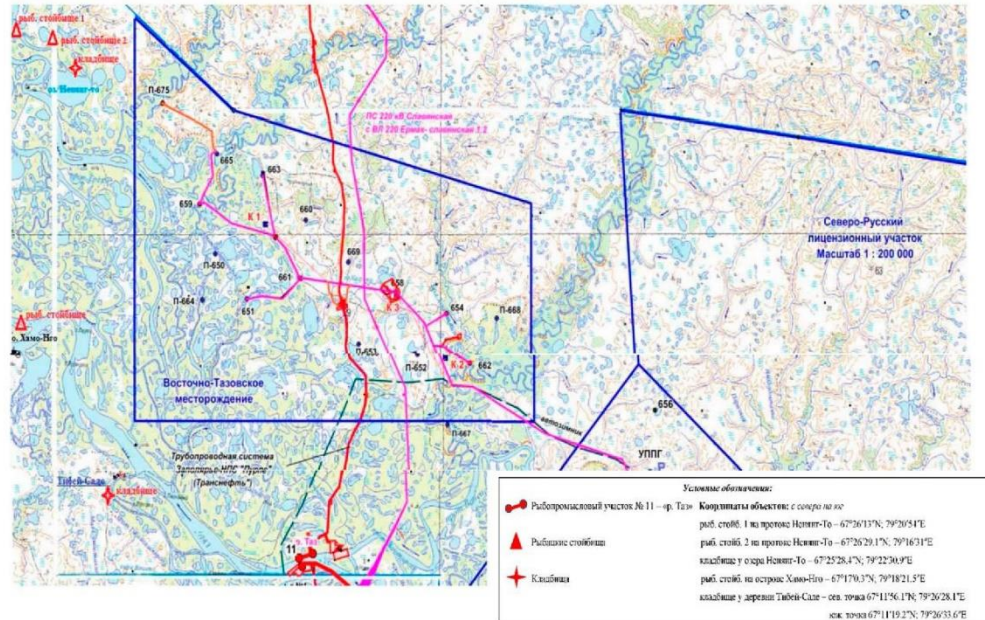 рыб. стойбище 1
рыб. стойбище 2
кладбище
оз. Ненянг-то
П-675
ПС 220 кВ Славянская
с ВЛ 220 Ермак- славянская 1,2
665
663
659
К 1
660
Северо-Русский
лицензионный участок
Масштаб 1 : 200 000
63
П-650
669
661
658
П-664
651
К 3
654
П-668
рыб. стойбище
о. Хамо-Нго
П-653
П-652
К 2
662
Восточно-Тазовское
месторождение
656
автозимник
П-667
УППГ
Р
Трубопроводная система
Заполярье-НПС "Пурпе"
(Транснефть")
Тибей-Сале
кладбище
р. Таз
11
Условные обозначения:
Рыбопромысловый участок № 11 – «р. Таз»
Координаты объектов: с севера на юг
рыб. стойб. 1 на протоке Ненянг-То – 67°26'13"N; 79°20'51"E
Рыбацкие стойбища
рыб. стойб. 2 на протоке Ненянг-То – 67°26'29.1"N; 79°16'31"E
кладбище у озера Ненянг-То – 67°25'28.4"N; 79°22'30.9"E
Кладбища
рыб. стойб. на острове Хамо-Нго – 67°17'0.3"N; 79°18'21.5"E
кладбище у деревни Тибей-Сале – сев. точка 67°11'56.1"N; 79°26'28.1"E
юж. точка 67°11'19.2"N; 79°26'33.6"E